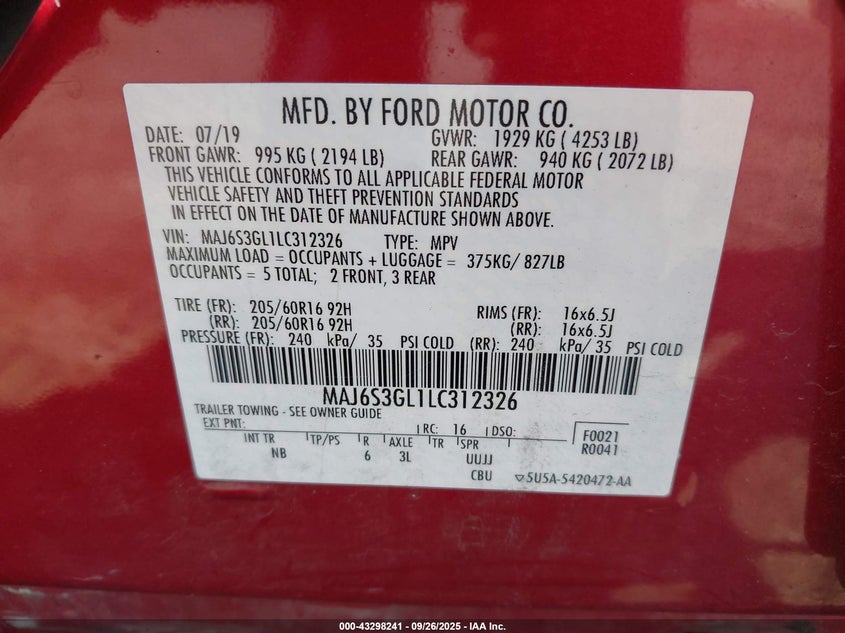 MFD. BY FORD MOTOR CO.
DATE: 07/19 GVWR: 1929 KG ( 4253 LB)
FRONT GAWR: 995 KG ( 2194 LB) REAR GAWR: 940 KG ( 2072 LB)
THIS VEHICLE CONFORMS TO ALL APPLICABLE FEDERAL MOTOR
VEHICLE SAFETY AND THEFT PREVENTION STANDARDS
IN EFFECT ON THE DATE OF MANUFACTURE SHOWN ABOVE.
VIN: MAJ6S3GL1LC312326 TYPE: MPV
MAXIMUM LOAD = OCCUPANTS + LUGGAGE = 375KG/ 827LB
OCCUPANTS = 5 TOTAL; 2 FRONT, 3 REAR
TIRE (FR): 205/60R16 92H RIMS (FR): 16x6.5J
(RR): 205/60R16 92H (RR): 16x6.5J
PRESSURE (FR): 240 kPa/ 35 PSI COLD (RR): 240 kPa/ 35 PSI COLD
MAJ6S3GL1LC312326
TRAILER TOWING - SEE OWNER GUIDE
EXT PNT: RC: 16 DSO: F0021
INT TR TP/PS R AXLE TR SPR R0041
NB 6 3L UUJJ
CBU 5U5A-5420472-AA
000-43298241 - 09/26/2025 - IAA Inc.